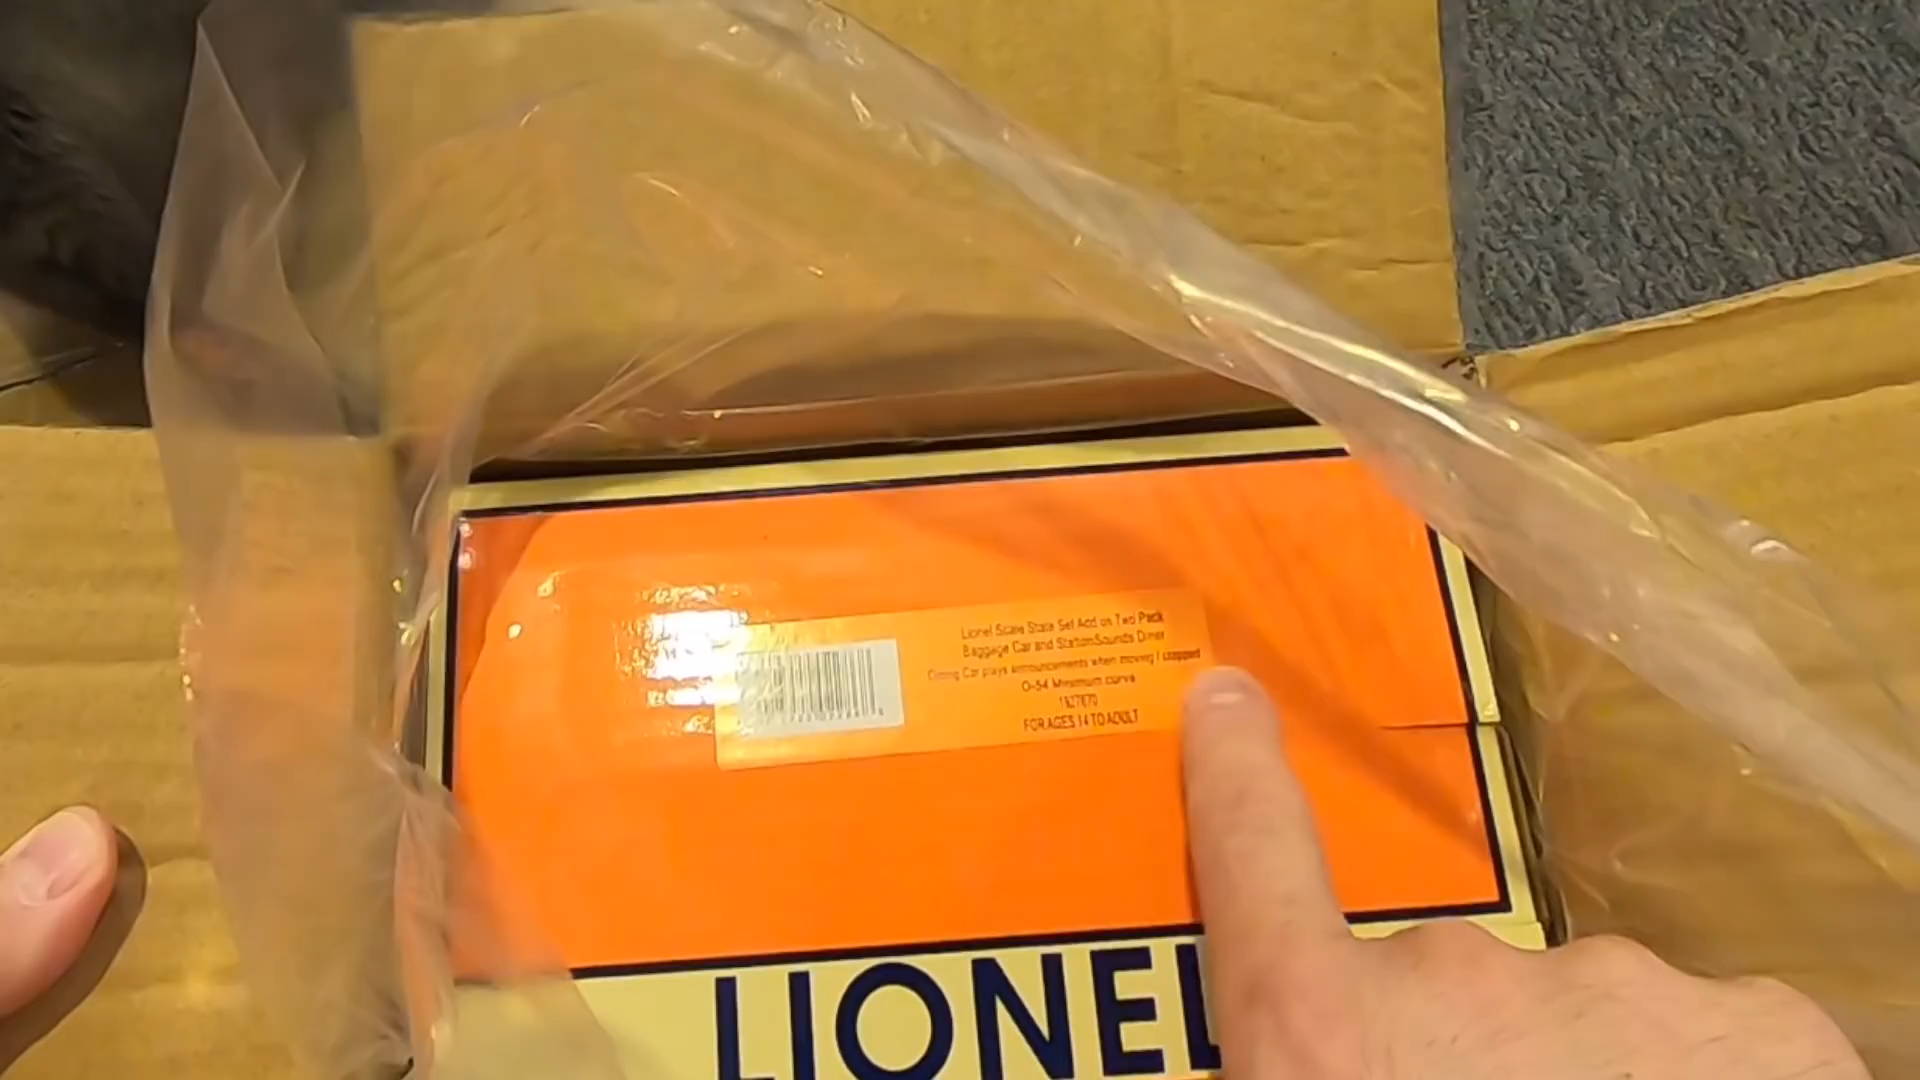 Lionel Scale State Set Add on Two Pack
Baggage Car and StationSounds Diner
Dining Car plays announcements when moving / stopped
O-54 Minimum curve
1927670
FOR AGES 14 TO ADULT
LIONEL